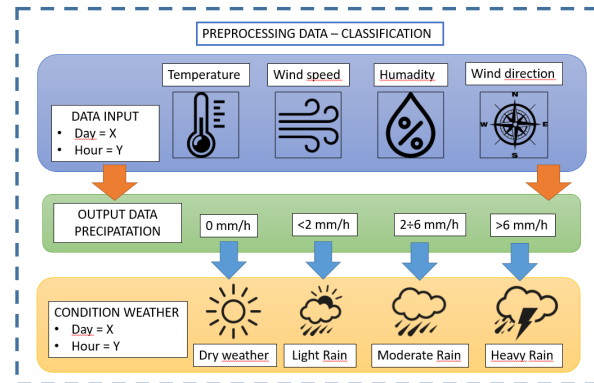 PREPROCESSING DATA – CLASSIFICATION
Temperature
Wind speed
Humadity
Wind direction
DATA INPUT
• Day = X
• Hour = Y
N
W
E
S
OUTPUT DATA
PRECIPATATION
0 mm/h
<2 mm/h
2÷6 mm/h
>6 mm/h
CONDITION WEATHER
• Day = X
• Hour = Y
Dry weather
Light Rain
Moderate Rain
Heavy Rain